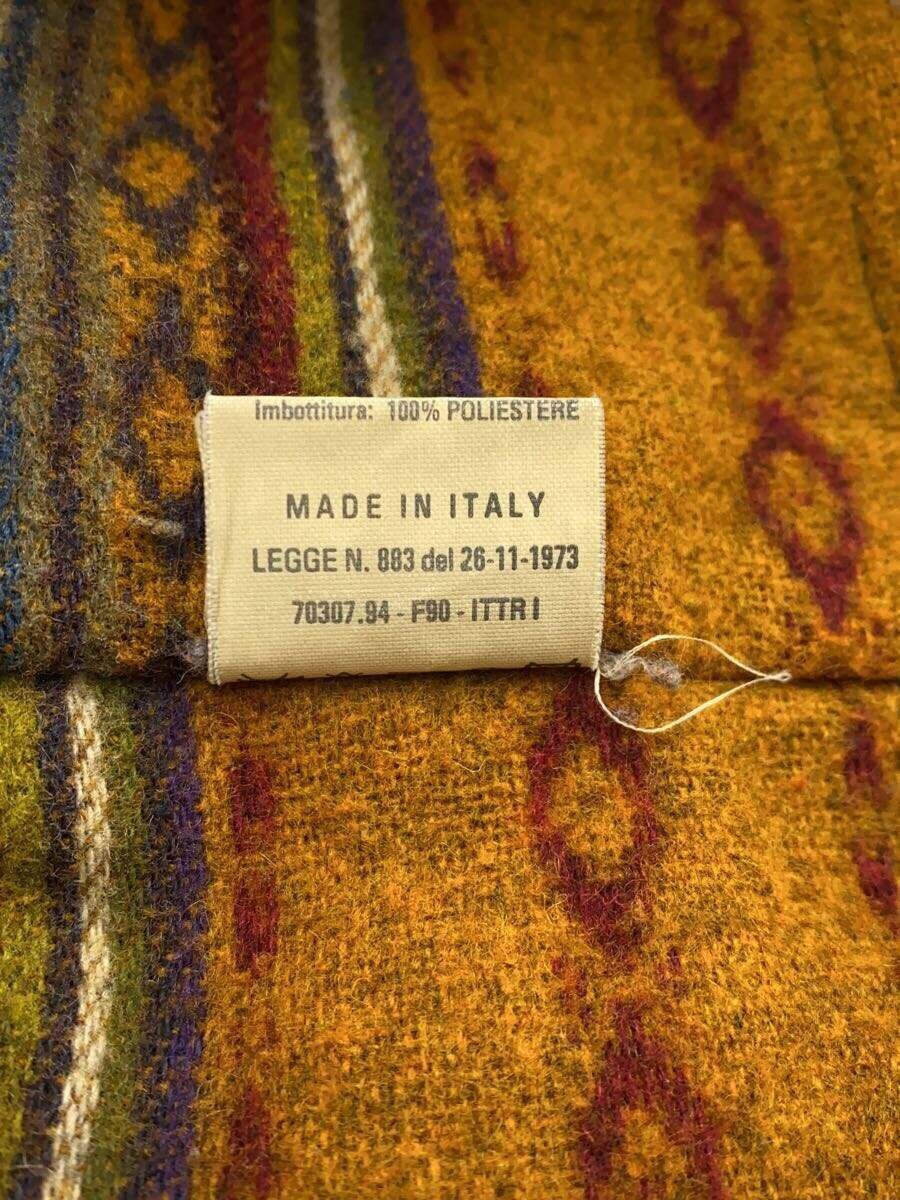 Imbottitura: 100% POLIESTERE
MADE IN ITALY
LEGGE N. 883 del 26-11-1973
70307.94 - F90 - ITTR I